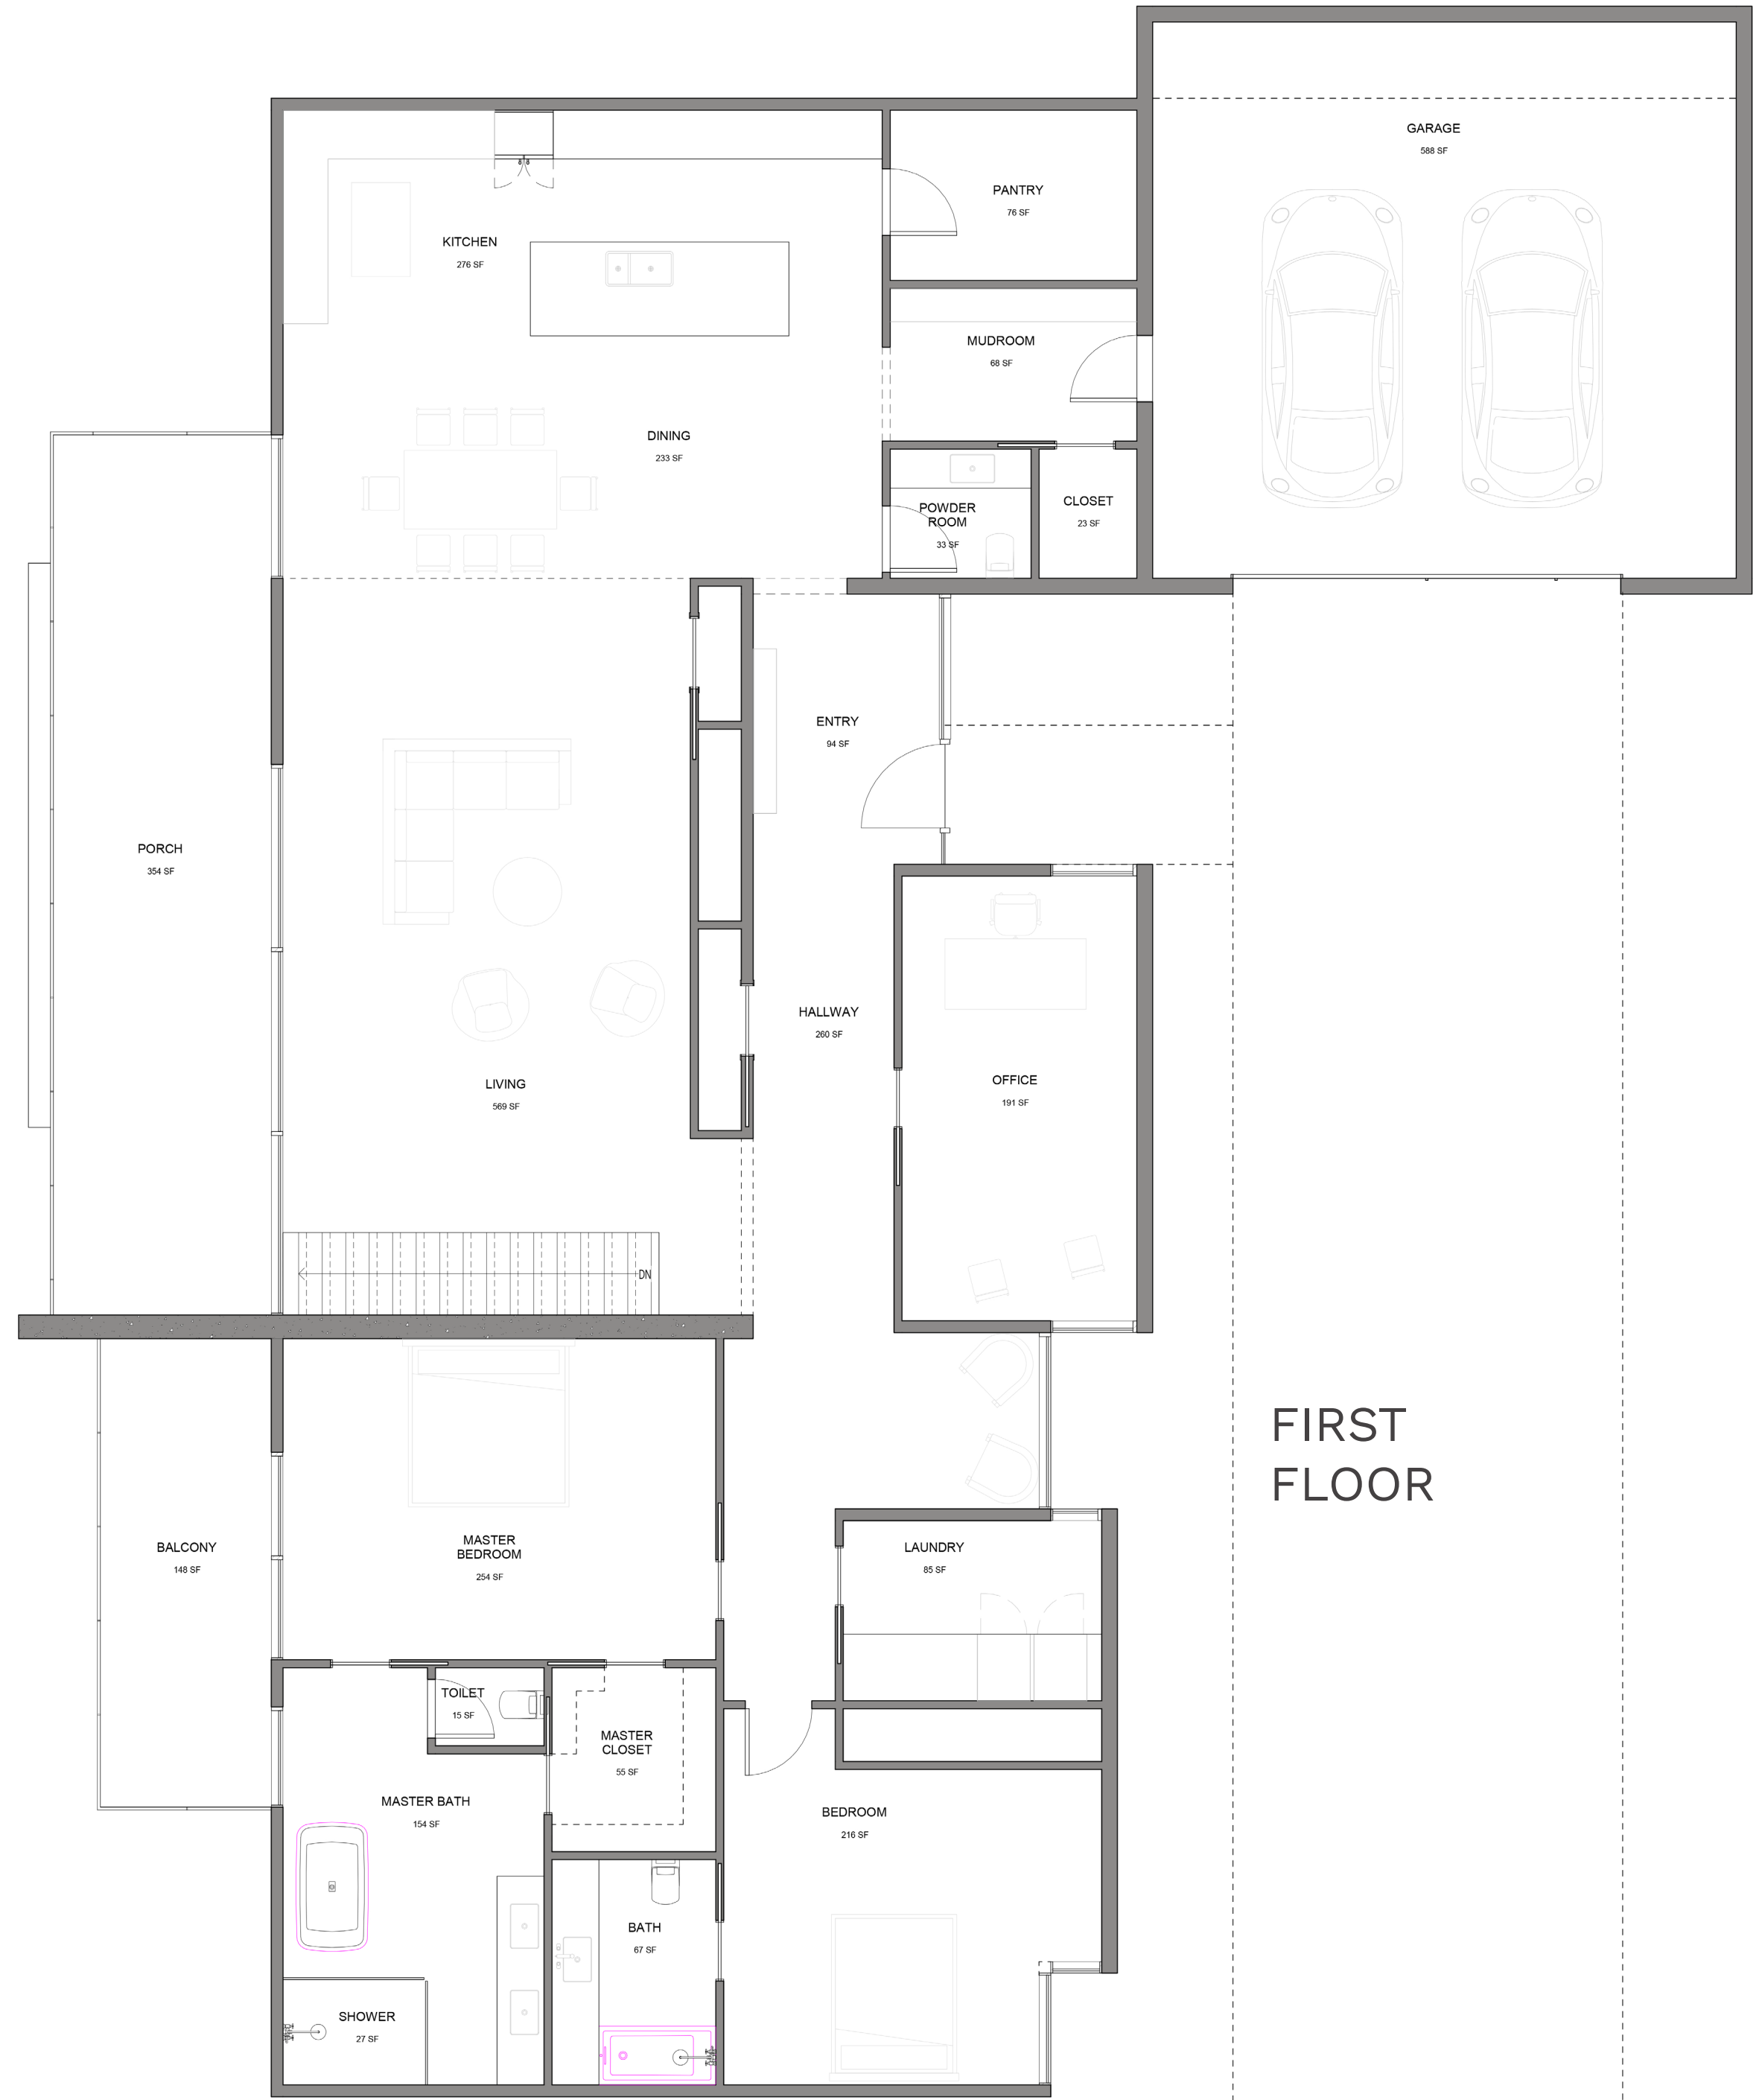 GARAGE
588 SF
PANTRY
76 SF
KITCHEN
276 SF
MUDROOM
68 SF
DINING
233 SF
CLOSET
23 SF
POWDER
ROOM
33 SF
ENTRY
94 SF
PORCH
354 SF
HALLWAY
260 SF
OFFICE
191 SF
LIVING
569 SF
DN
FIRST
FLOOR
MASTER
BEDROOM
254 SF
BALCONY
148 SF
LAUNDRY
85 SF
TOILET
15 SF
MASTER
CLOSET
55 SF
MASTER BATH
154 SF
BEDROOM
216 SF
BATH
67 SF
SHOWER
27 SF